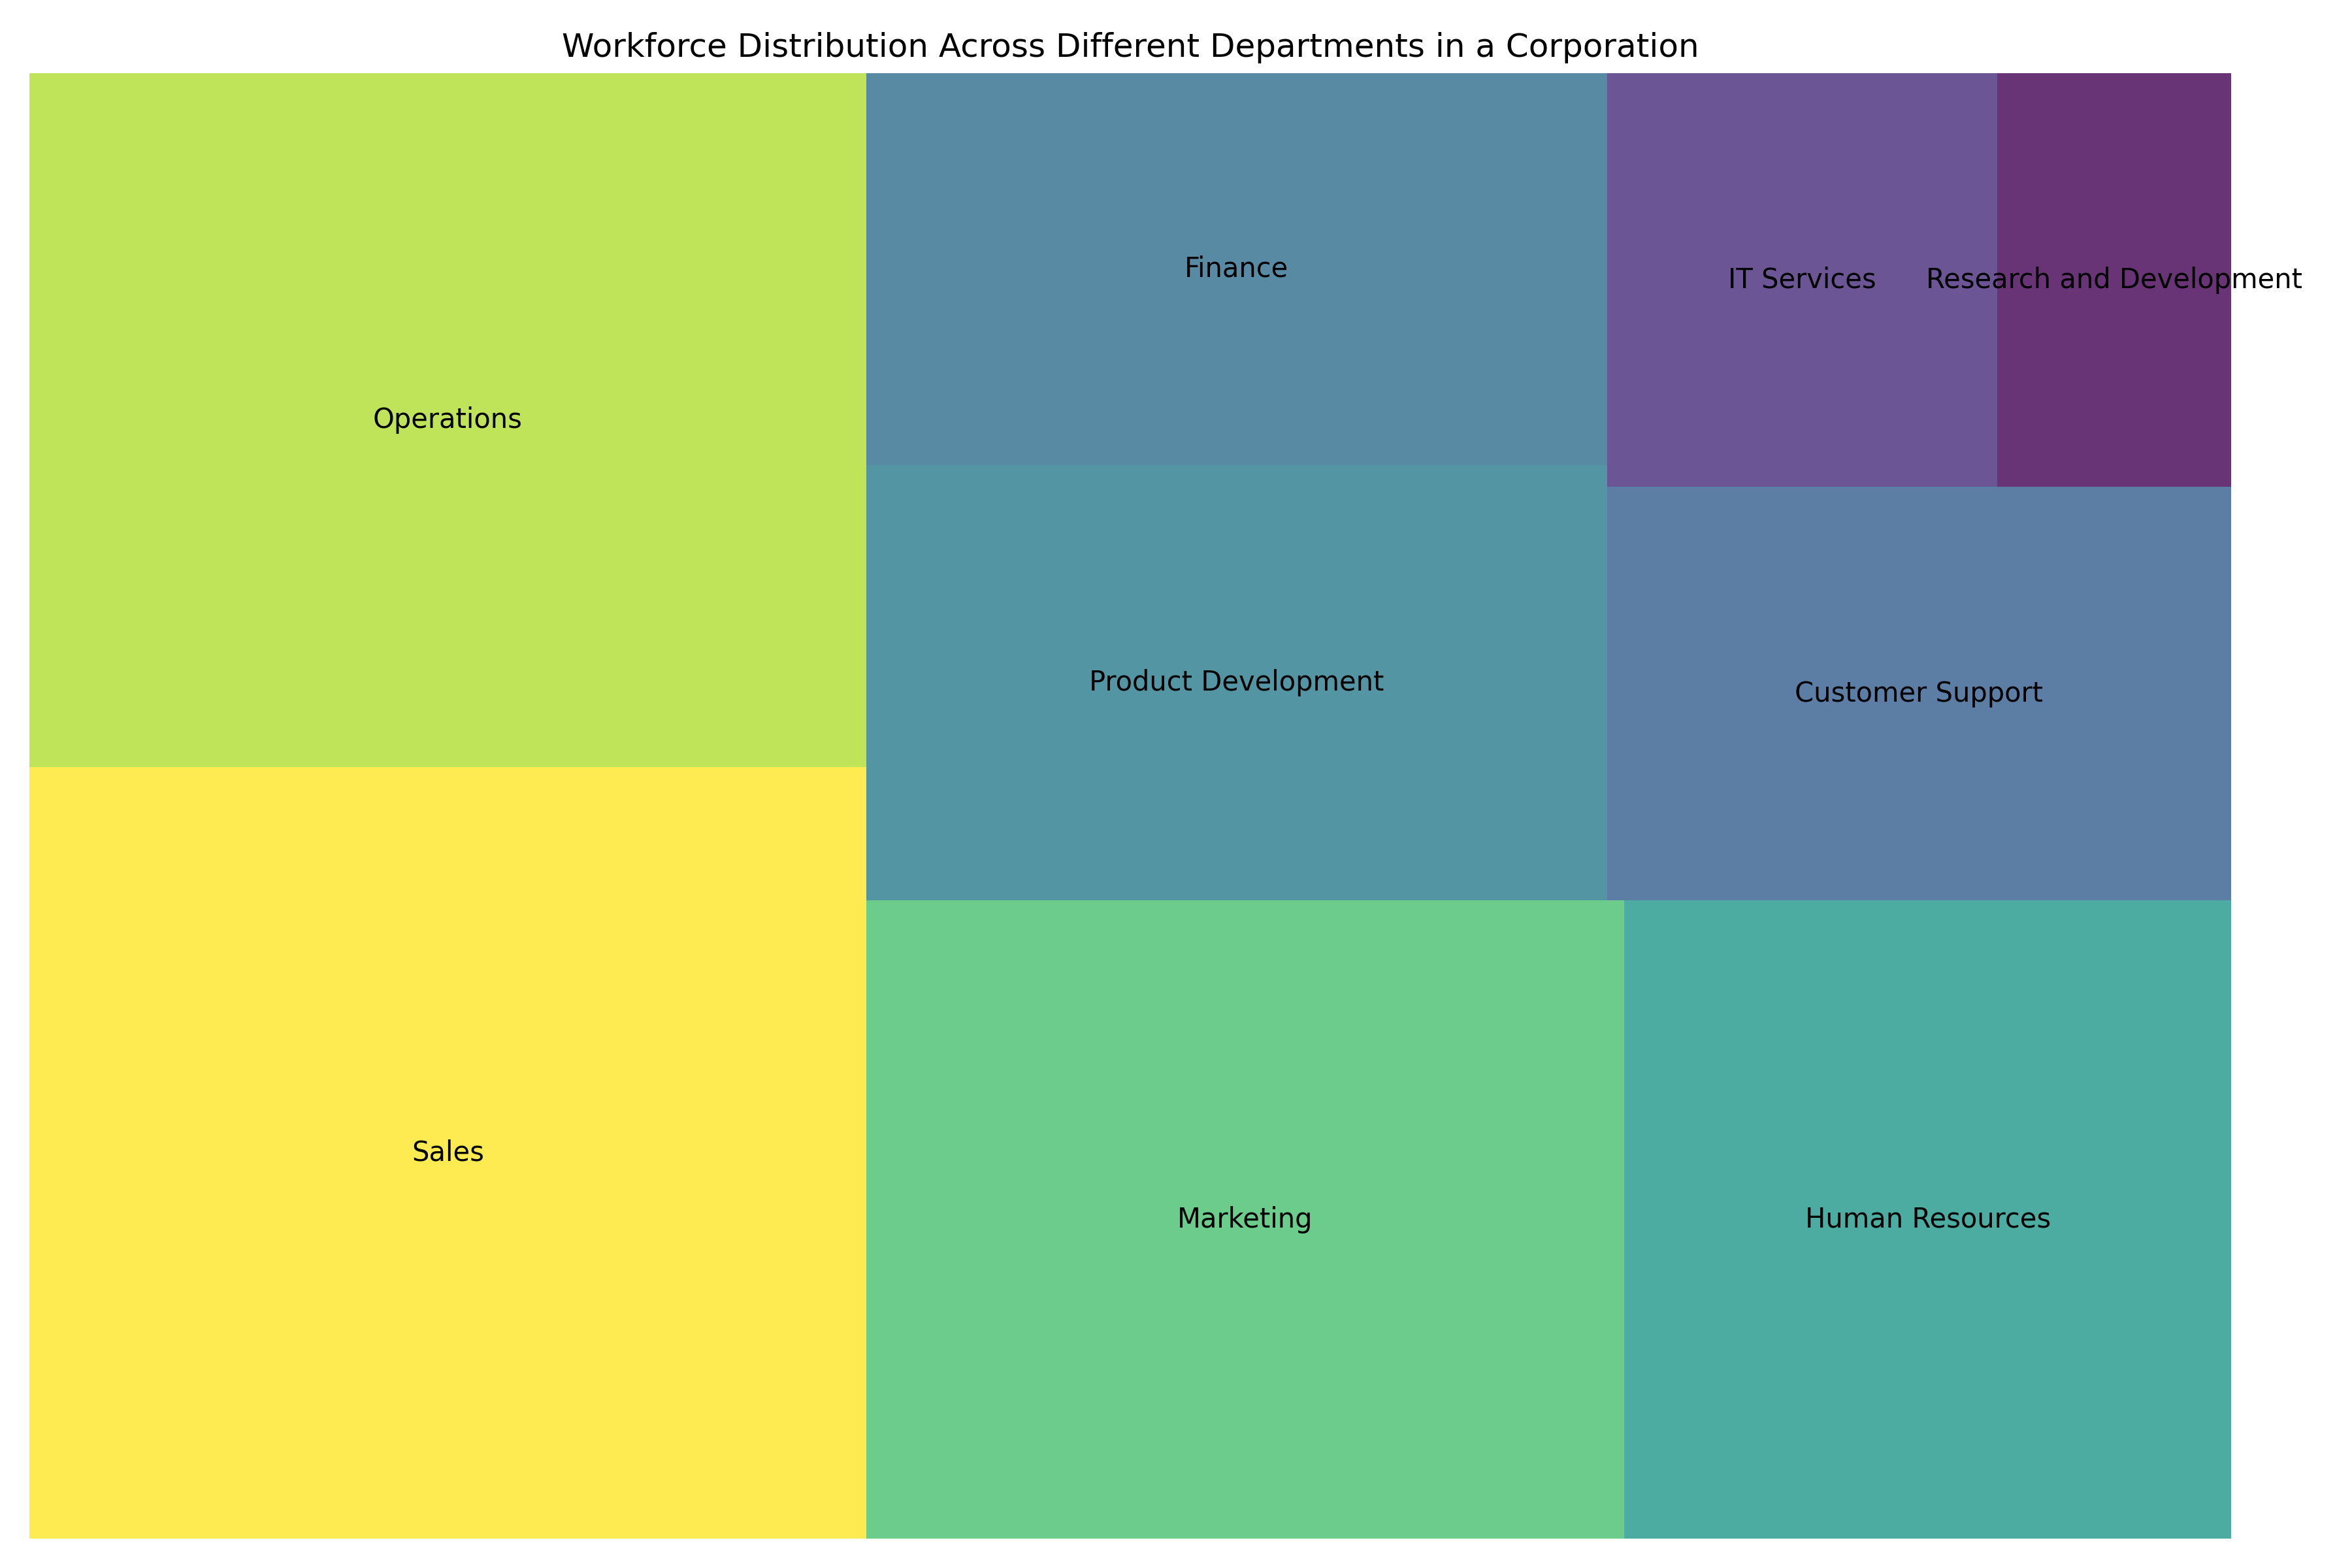 Workforce Distribution Across Different Departments in a Corporation
Finance
IT Services
Research and Development
Operations
Product Development
Customer Support
Sales
Marketing
Human Resources